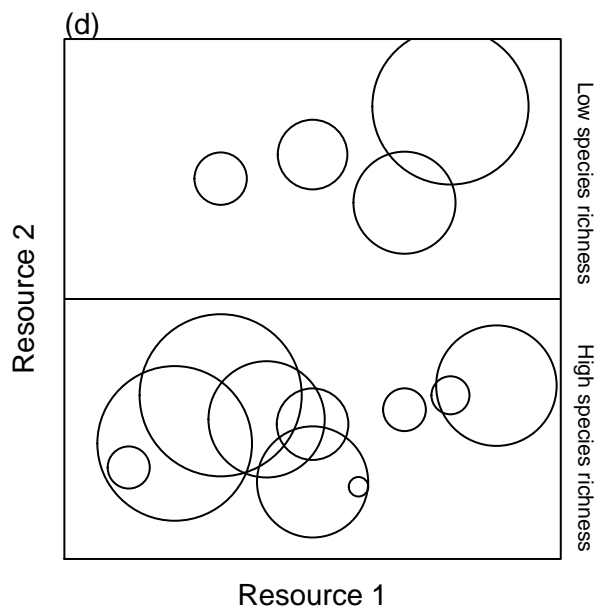 (d)
Low species richness
Resource 2
High species richness
Resource 1